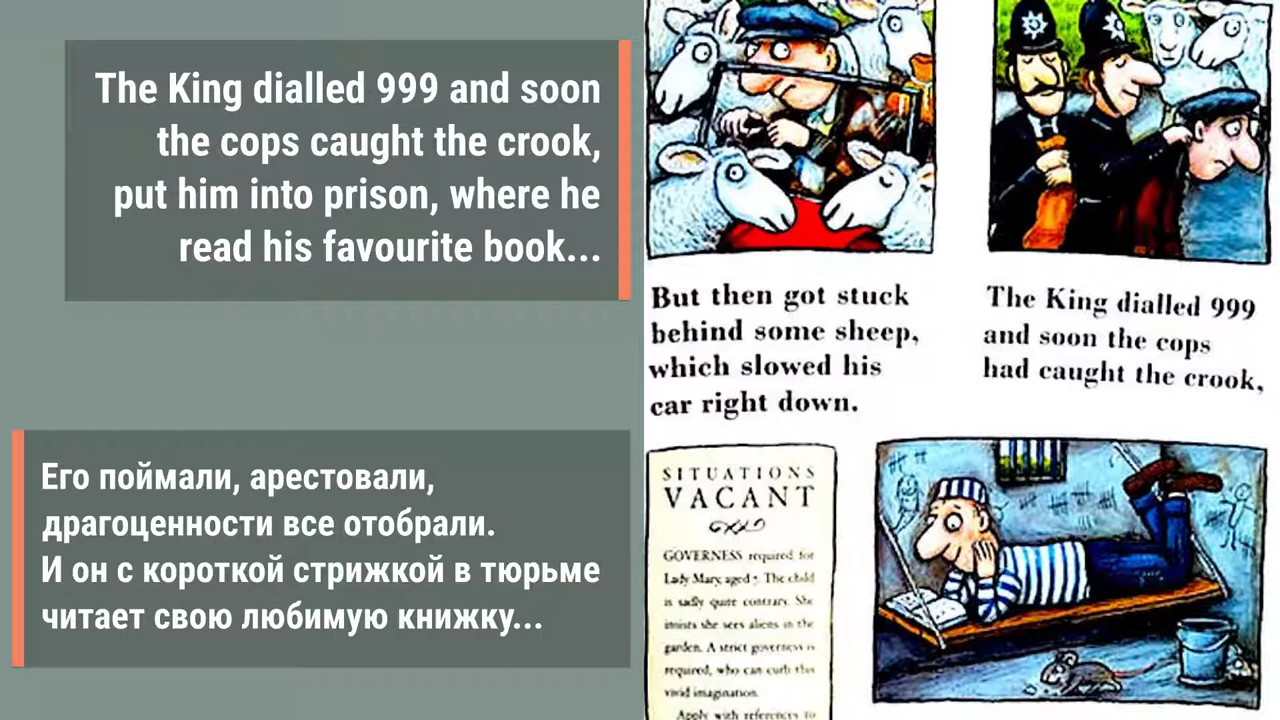 The King dialled 999 and soon
the cops caught the crook,
put him into prison, where he
read his favourite book...
Его поймали, арестовали,
драгоценности все отобрали.
И он с короткой стрижкой в тюрьме
читает свою любимую книжку...
But then got stuck
behind some sheep,
which slowed his
car right down.
The King dialled 999
and soon the cops
had caught the crook,
SITUATIONS
VACANT
GOVERNESS required for
Lady Mary, aged 7. The child
is sadly quite contrary. She
insists she sees aliens in the
garden. A strict governess is
required, who can curb this
vivid imagination.
Apply with references to